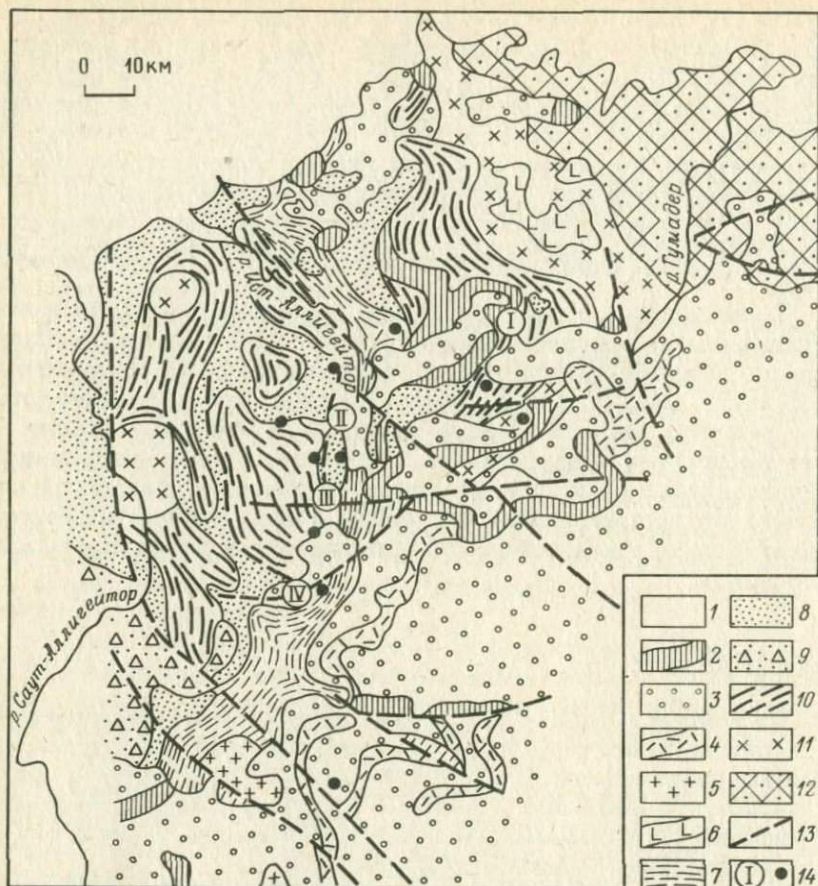 0 10км
р. Гумадер
р. Ист-Аллигейтор
I
II
III
IV
р. Саут-Аллигейтор
1 8
2 9
3 10
4 11
5 12
6 13
7 I 14